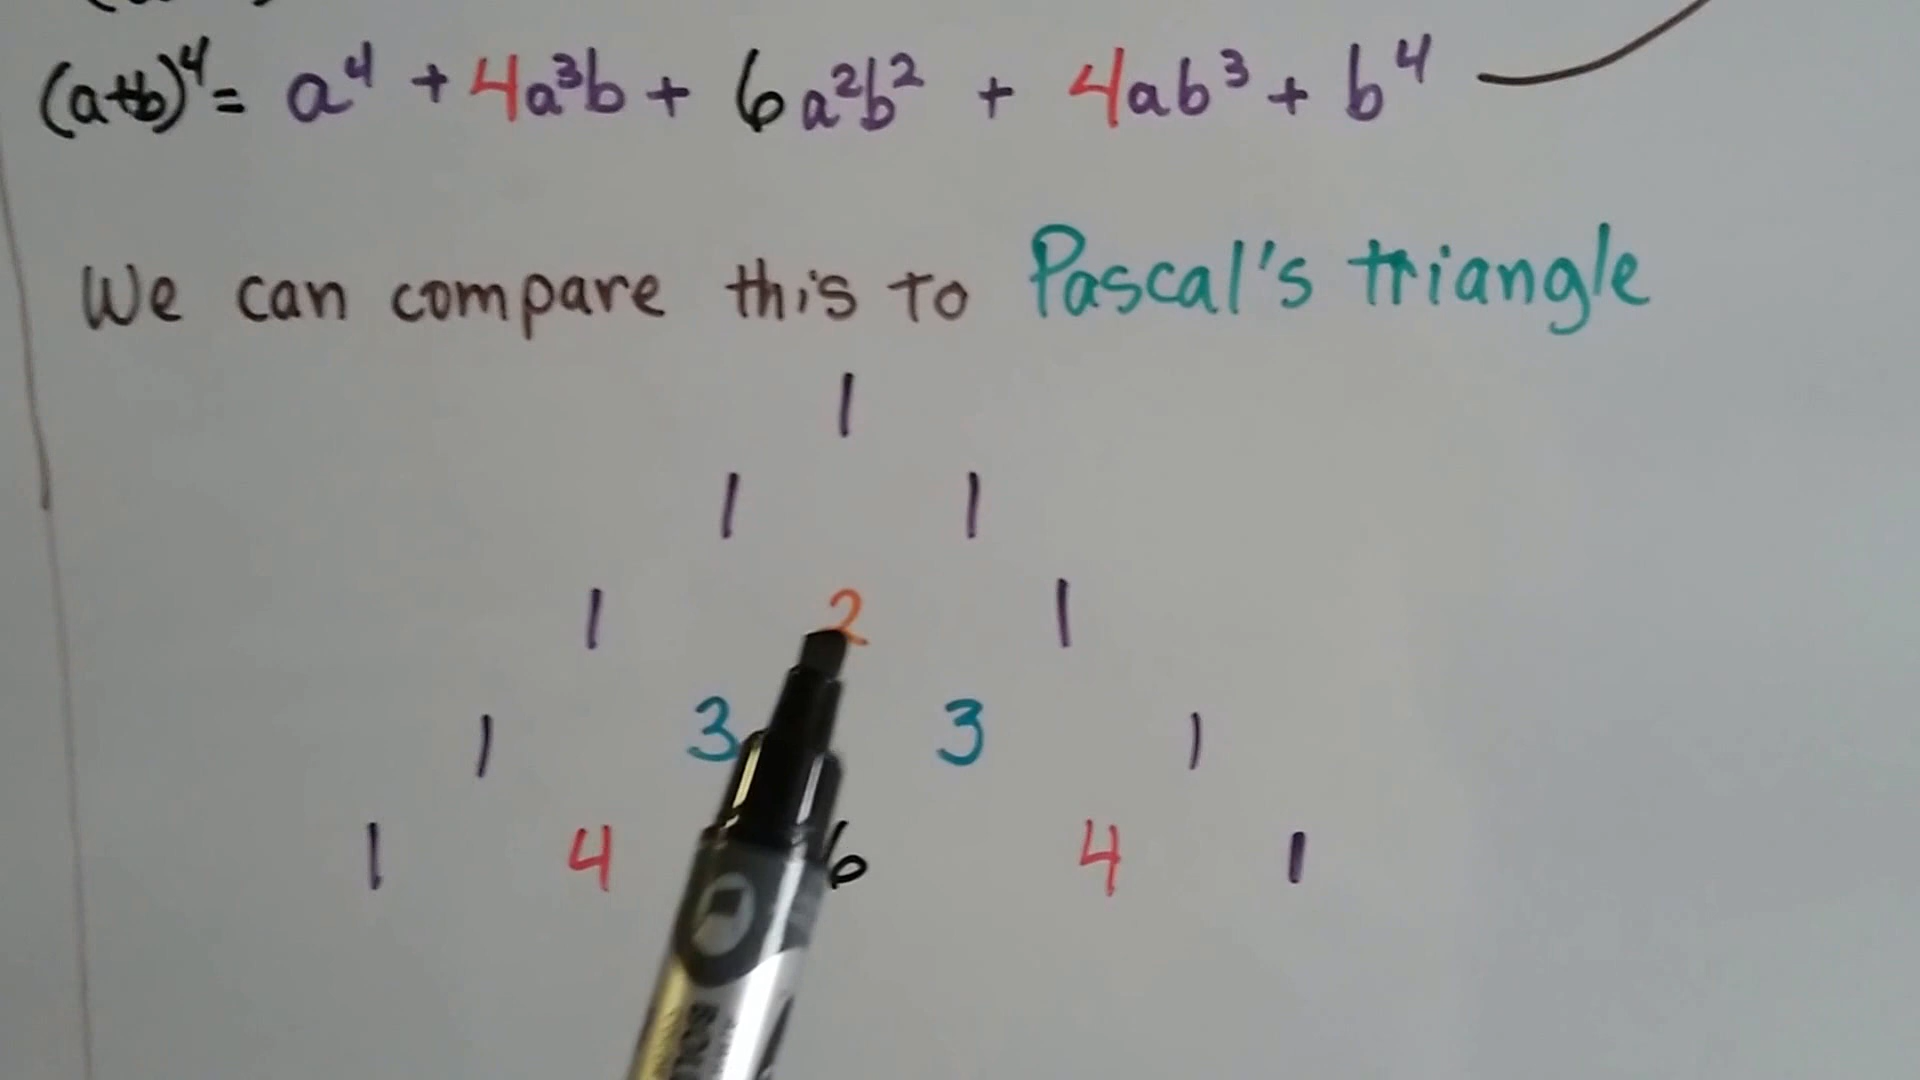 (a+b)⁴ = a⁴ + 4a³b + 6a²b² + 4ab³ + b⁴
We can compare this to Pascal's triangle
1
1 1
1 2 1
1 3 3 1
1 4 6 4 1